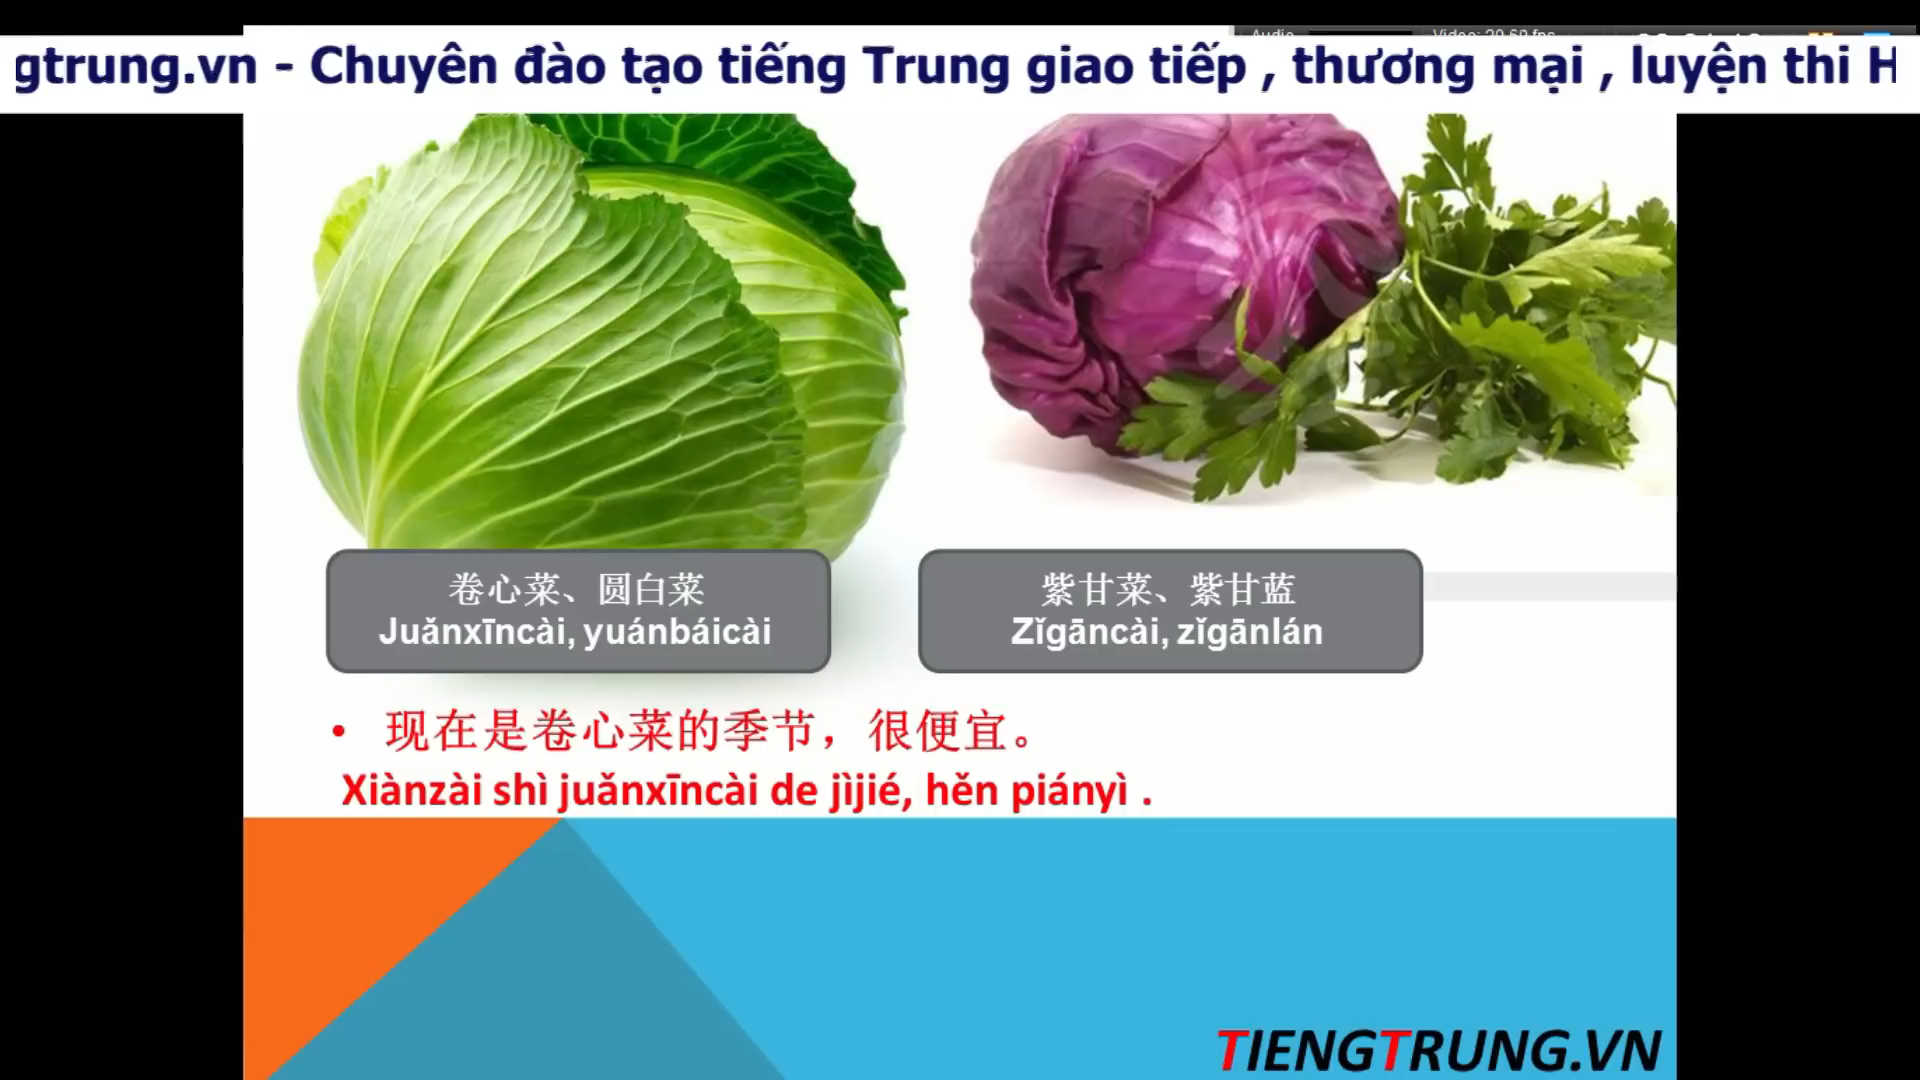 gtrung.vn - Chuyên đào tạo tiếng Trung giao tiếp , thương mại , luyện thi H
卷心菜、圆白菜
Juǎnxīncài, yuánbáicài
紫甘菜、紫甘蓝
Zǐgāncài, zǐgānlán
• 现在是卷心菜的季节，很便宜。
Xiànzài shì juǎnxīncài de jìjié, hěn piányì .
TIENGTRUNG.VN